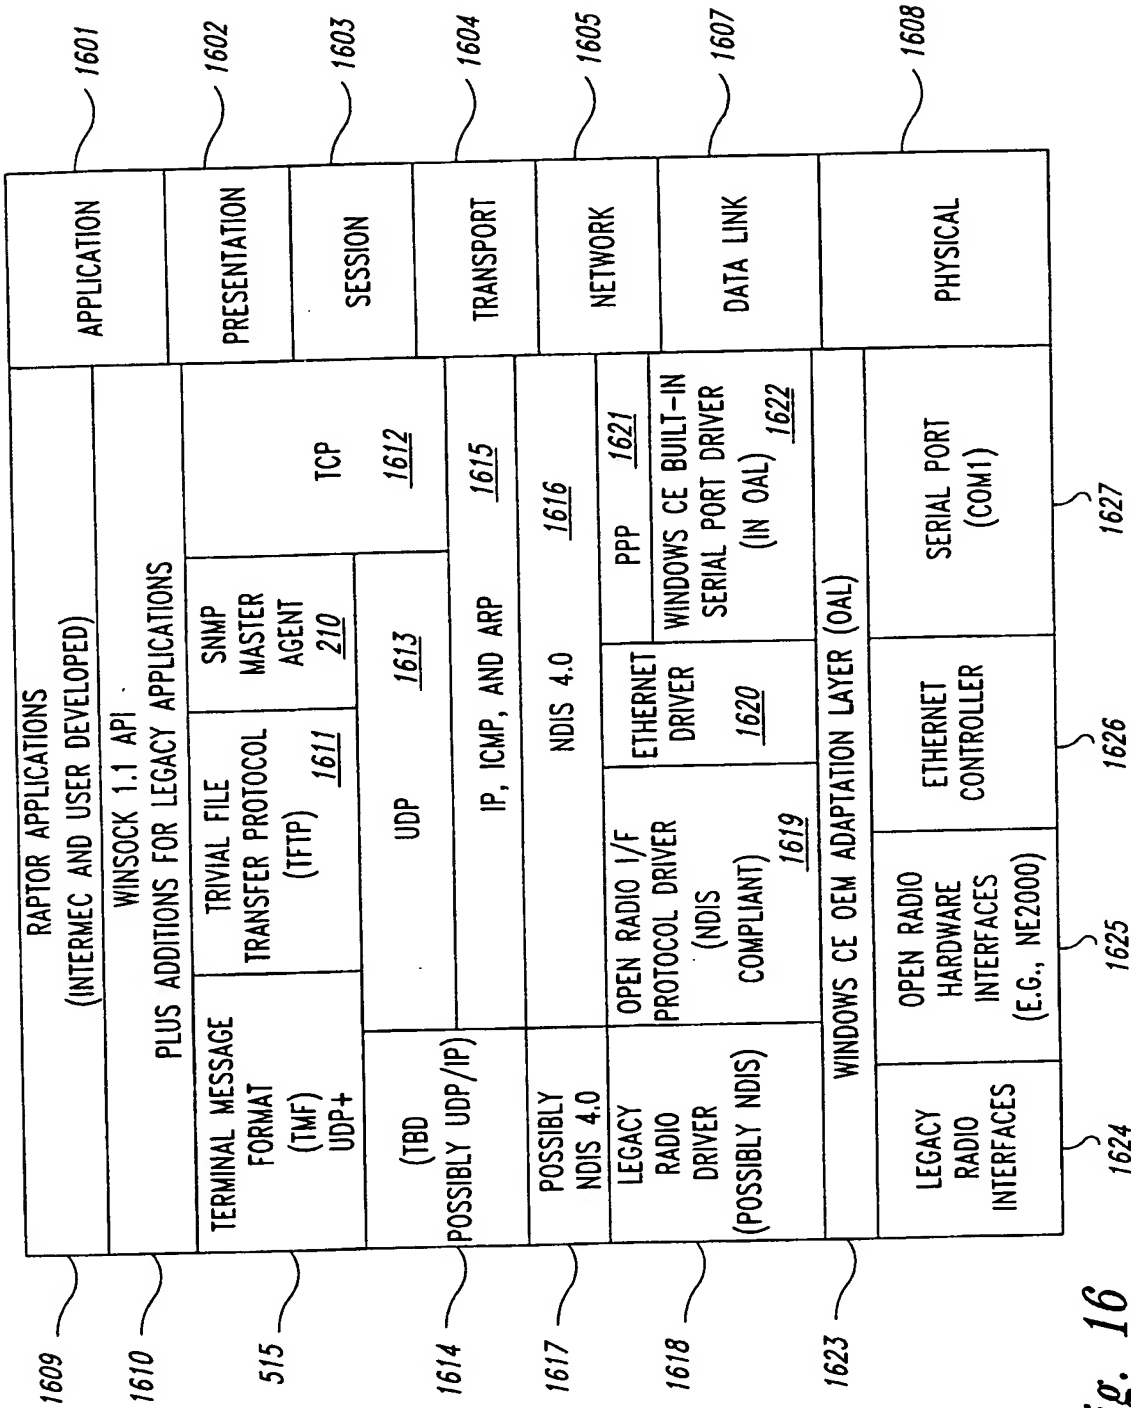 RAPTOR APPLICATIONS
(INTERMEC AND USER DEVELOPED)
APPLICATION
1601
1609
WINSOCK 1.1 API
PLUS ADDITIONS FOR LEGACY APPLICATIONS
1610
PRESENTATION
1602
TERMINAL MESSAGE
FORMAT
(TMF)
UDP+
515
TRIVIAL FILE
TRANSFER PROTOCOL
(TFTP)
1611
SNMP
MASTER
AGENT
210
TCP
1612
SESSION
1603
UDP
1613
TRANSPORT
1604
(TBD
POSSIBLY UDP/IP)
1614
IP, ICMP, AND ARP
1615
NETWORK
1605
POSSIBLY
NDIS 4.0
1617
NDIS 4.0
1616
LEGACY
RADIO
DRIVER
(POSSIBLY NDIS)
1618
OPEN RADIO I/F
PROTOCOL DRIVER
(NDIS
COMPLIANT)
1619
ETHERNET
DRIVER
1620
PPP
1621
WINDOWS CE BUILT-IN
SERIAL PORT DRIVER
(IN OAL)
1622
DATA LINK
1607
WINDOWS CE OEM ADAPTATION LAYER (OAL)
1623
LEGACY
RADIO
INTERFACES
1624
OPEN RADIO
HARDWARE
INTERFACES
(E.G., NE2000)
1625
ETHERNET
CONTROLLER
1626
SERIAL PORT
(COM1)
1627
PHYSICAL
1608
ig. 16